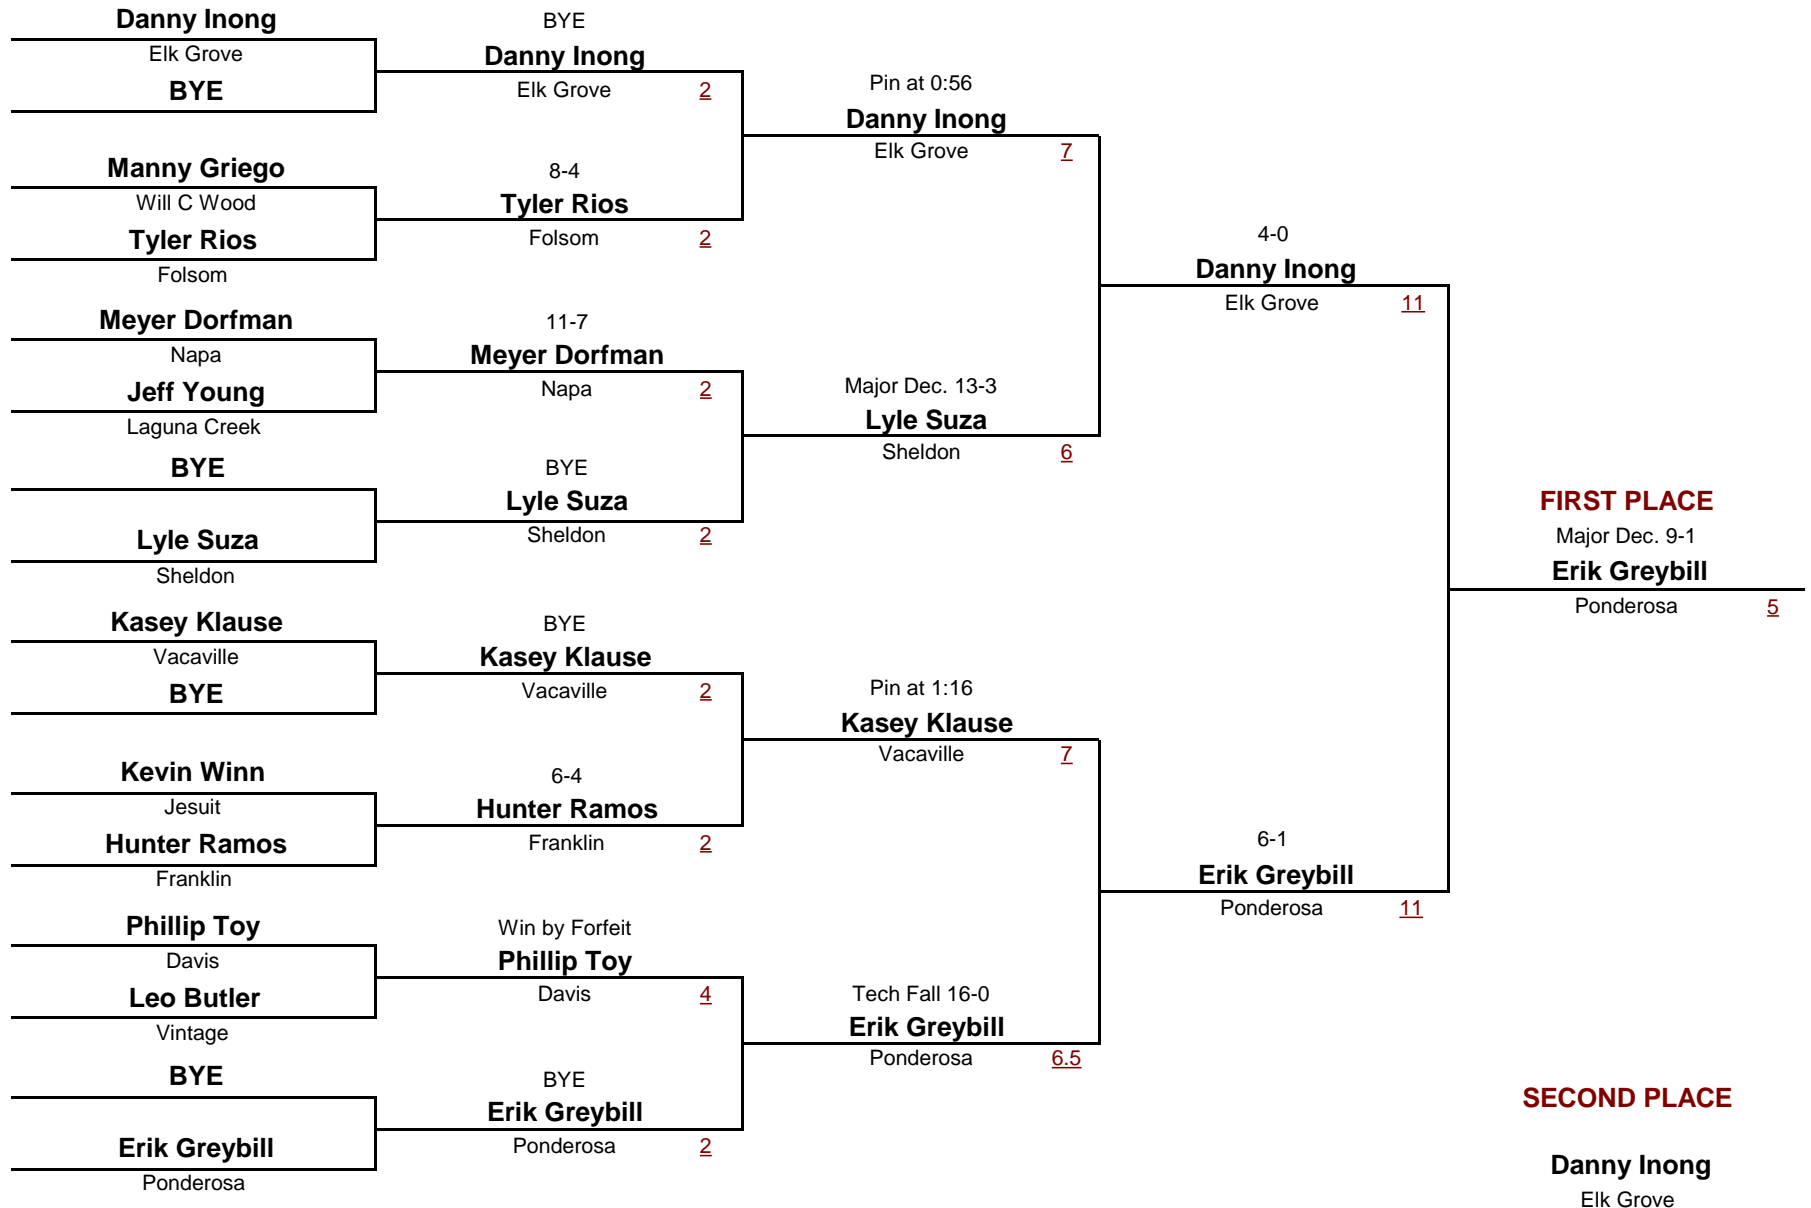 Danny Inong
Elk Grove
BYE
Manny Griego
Will C Wood
Tyler Rios
Folsom
Meyer Dorfman
Napa
Jeff Young
Laguna Creek
BYE
Lyle Suza
Sheldon
Kasey Klause
Vacaville
BYE
Kevin Winn
Jesuit
Hunter Ramos
Franklin
Phillip Toy
Davis
Leo Butler
Vintage
BYE
Erik Greybill
Ponderosa
BYE
Danny Inong
Elk Grove 2
8-4
Tyler Rios
Folsom 2
11-7
Meyer Dorfman
Napa 2
BYE
Lyle Suza
Sheldon 2
BYE
Kasey Klause
Vacaville 2
6-4
Hunter Ramos
Franklin 2
Win by Forfeit
Phillip Toy
Davis 4
BYE
Erik Greybill
Ponderosa 2
Pin at 0:56
Danny Inong
Elk Grove 7
Major Dec. 13-3
Lyle Suza
Sheldon 6
Pin at 1:16
Kasey Klause
Vacaville 7
Tech Fall 16-0
Erik Greybill
Ponderosa 6.5
4-0
Danny Inong
Elk Grove 11
6-1
Erik Greybill
Ponderosa 11
FIRST PLACE
Major Dec. 9-1
Erik Greybill
Ponderosa 5
SECOND PLACE
Danny Inong
Elk Grove